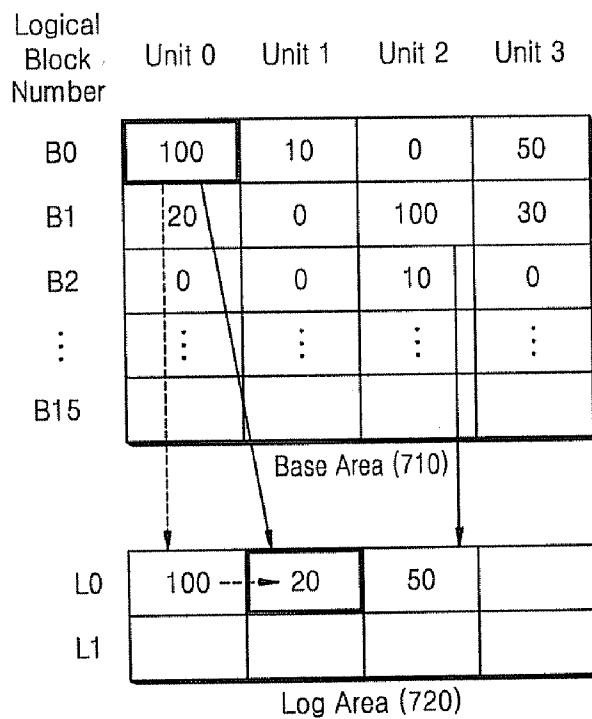 Logical
Block
Number
Unit 0 Unit 1 Unit 2 Unit 3
B0 100 10 0 50
B1 20 0 100 30
B2 0 0 10 0
⋮ ⋮ ⋮ ⋮ ⋮
B15
Base Area (710)
L0 100 20 50
L1
Log Area (720)